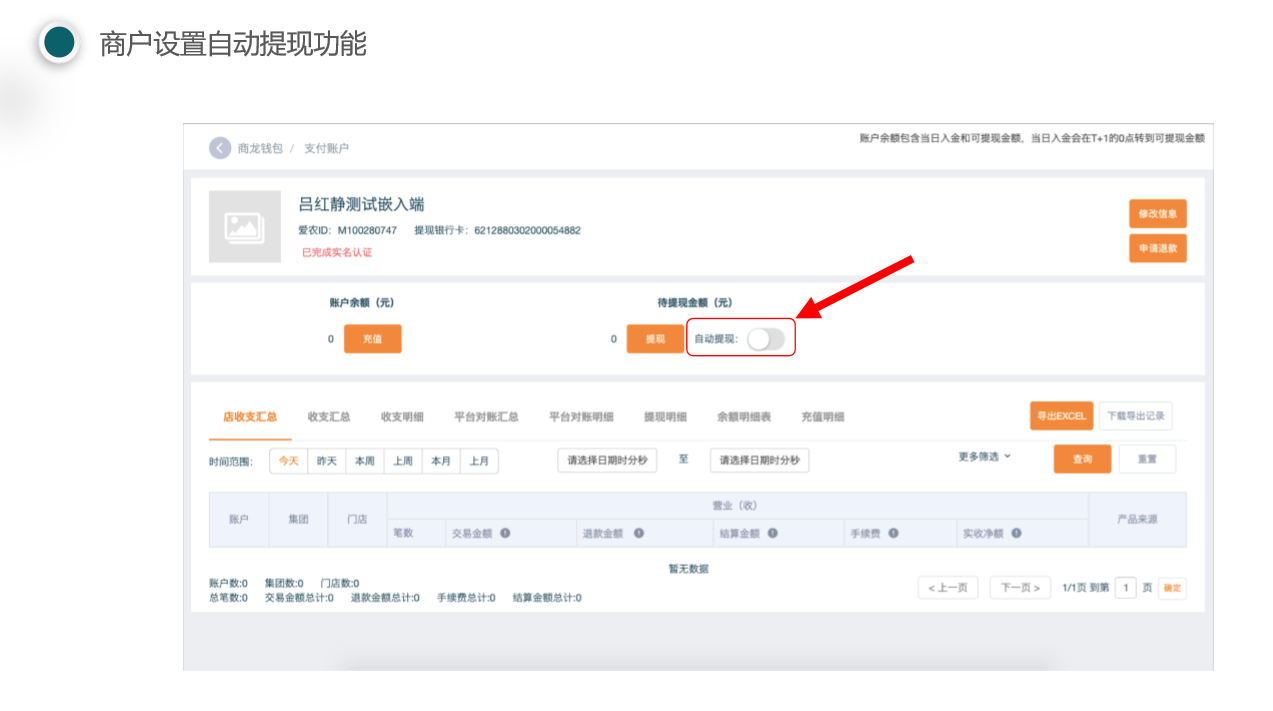 商户设置自动提现功能
商龙钱包 / 支付账户
账户余额包含当日入金和可提现金额，当日入金会在T+1的0点转到可提现金额
吕红静测试嵌入端
爱农ID: M100280747 提现银行卡: 6212880302000054882
已完成实名认证
修改信息
申请退款
账户余额（元） 待提现金额（元）
0 充值 0 提现 自动提现:
店收支汇总 收支汇总 收支明细 平台对账汇总 平台对账明细 提现明细 余额明细表 充值明细 导出EXCEL 下载导出记录
时间范围: 今天 昨天 本周 上周 本月 上月 请选择日期时分秒 至 请选择日期时分秒 更多筛选 查询 重置
账户 集团 门店 营业（收） 产品来源
笔数 交易金额 退款金额 结算金额 手续费 实收净额
暂无数据
账户数:0 集团数:0 门店数:0
总笔数:0 交易金额总计:0 退款金额总计:0 手续费总计:0 结算金额总计:0
< 上一页 下一页 > 1/1页 到第 1 页 确定